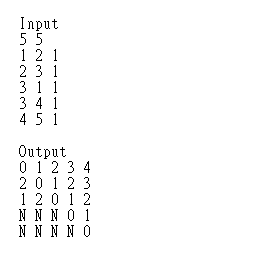 Input
5 5
1 2 1
2 3 1
3 1 1
3 4 1
4 5 1

Output
0 1 2 3 4
2 0 1 2 3
1 2 0 1 2
N N N 0 1
N N N N 0